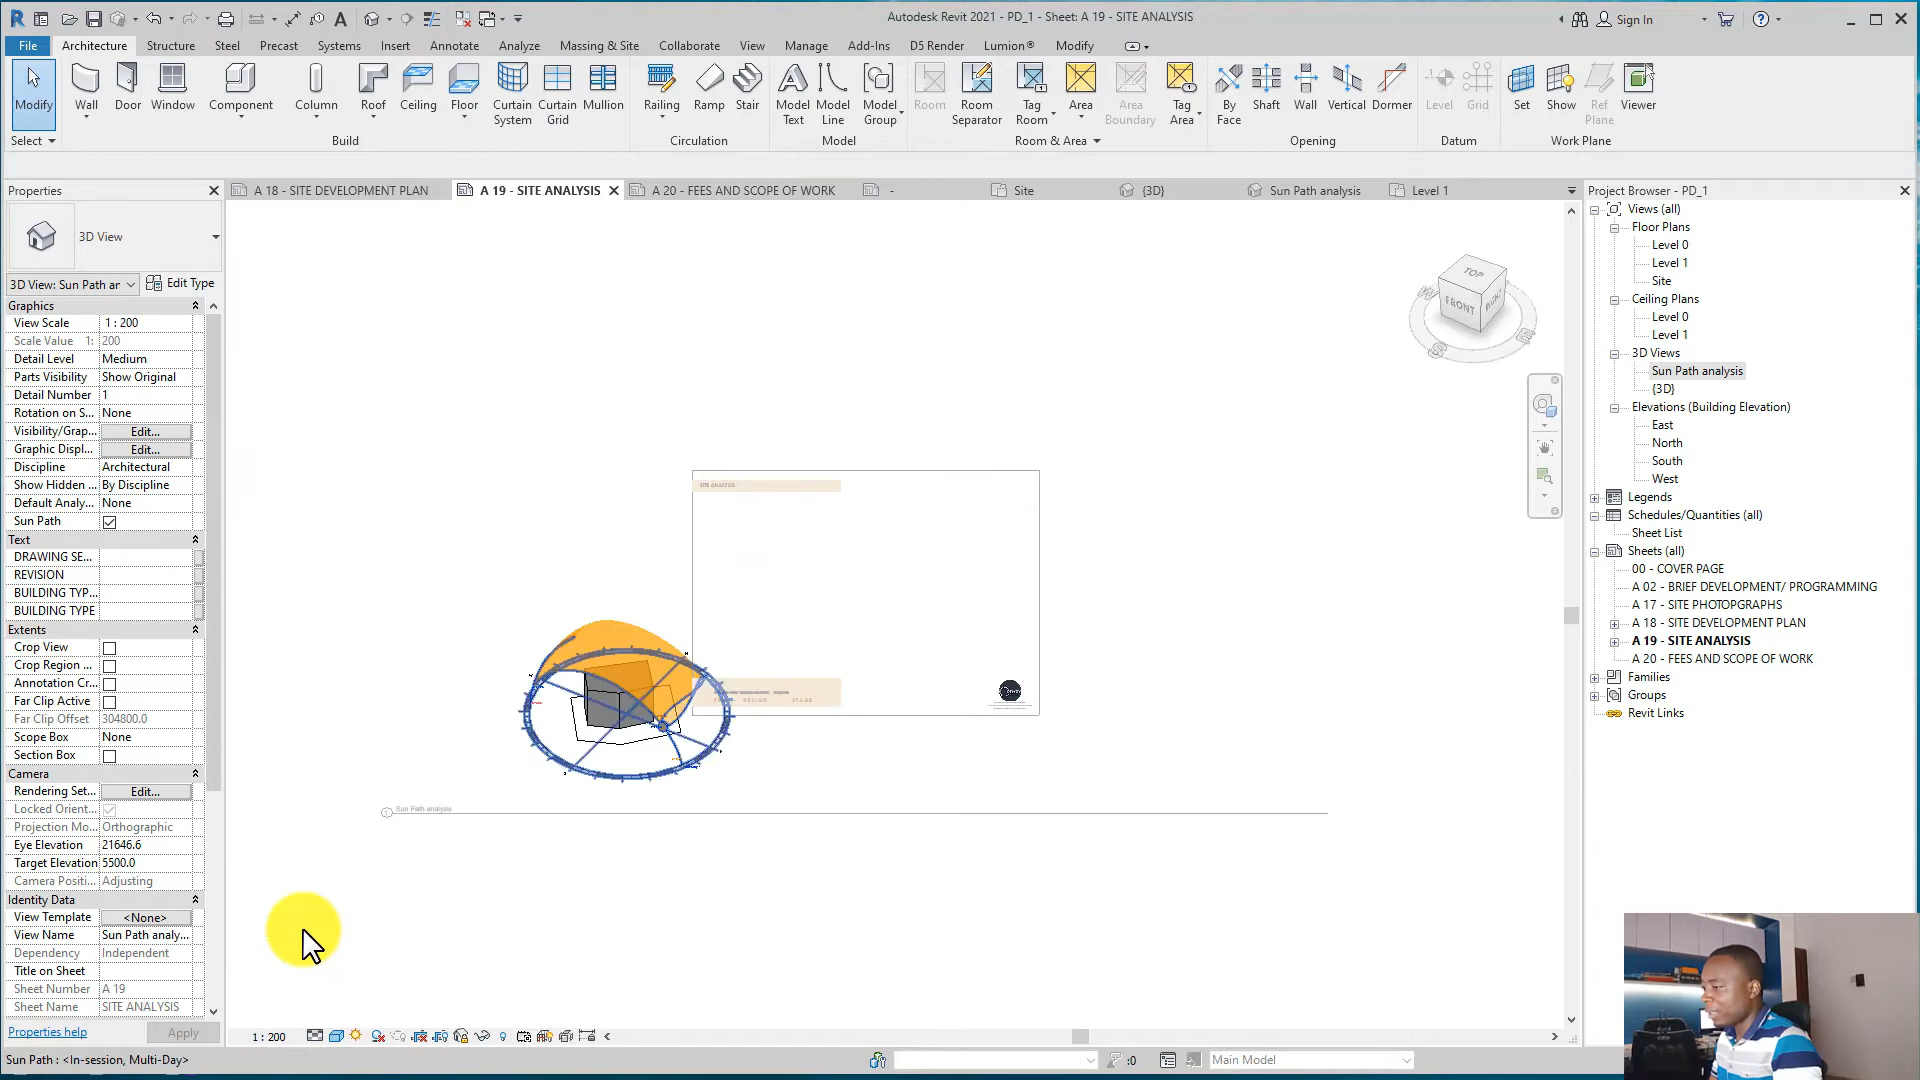 Autodesk Revit 2021 - PD_1 - Sheet: A 19 - SITE ANALYSIS
Sign In
File Architecture Structure Steel Precast Systems Insert Annotate Analyze Massing & Site Collaborate View Manage Add-Ins D5 Render Lumion® Modify
Modify Wall Door Window Component Column Roof Ceiling Floor Curtain System Curtain Grid Mullion Railing Ramp Stair Model Text Model Line Model Group Room Room Separator Tag Room Area Area Boundary Tag Area By Face Shaft Wall Vertical Dormer Level Grid Set Show Ref Plane Viewer
Select Build Circulation Model Room & Area Opening Datum Work Plane
Properties
A 18 - SITE DEVELOPMENT PLAN A 19 - SITE ANALYSIS A 20 - FEES AND SCOPE OF WORK - Site {3D} Sun Path analysis Level 1
3D View
3D View: Sun Path ar Edit Type
Graphics
View Scale 1 : 200
Scale Value 1: 200
Detail Level Medium
Parts Visibility Show Original
Detail Number 1
Rotation on S... None
Visibility/Grap... Edit...
Graphic Displ... Edit...
Discipline Architectural
Show Hidden ... By Discipline
Default Analy... None
Sun Path
Text
DRAWING SE...
REVISION
BUILDING TYP...
BUILDING TYPE
Extents
Crop View
Crop Region ...
Annotation Cr...
Far Clip Active
Far Clip Offset 304800.0
Scope Box None
Section Box
Camera
Rendering Set... Edit...
Locked Orient...
Projection Mo... Orthographic
Eye Elevation 21646.6
Target Elevation 5500.0
Camera Positi... Adjusting
Identity Data
View Template <None>
View Name Sun Path analy...
Dependency Independent
Title on Sheet
Sheet Number A 19
Sheet Name SITE ANALYSIS
Properties help Apply
TOP
FRONT
RIGHT
W
S
E
SITE ANALYSIS
DESIGN STAGE
1 Sun Path analysis
Project Browser - PD_1
Views (all)
Floor Plans
Level 0
Level 1
Site
Ceiling Plans
Level 0
Level 1
3D Views
Sun Path analysis
{3D}
Elevations (Building Elevation)
East
North
South
West
Legends
Schedules/Quantities (all)
Sheet List
Sheets (all)
00 - COVER PAGE
A 02 - BRIEF DEVELOPMENT/ PROGRAMMING
A 17 - SITE PHOTOPGRAPHS
A 18 - SITE DEVELOPMENT PLAN
A 19 - SITE ANALYSIS
A 20 - FEES AND SCOPE OF WORK
Families
Groups
Revit Links
1 : 200
Sun Path : <In-session, Multi-Day>
:0
Main Model